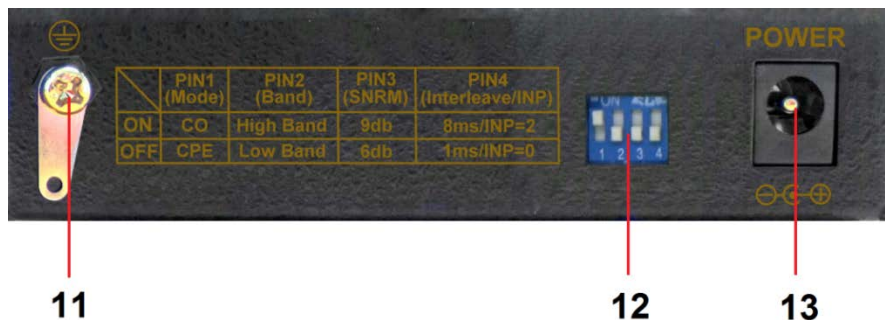 POWER
PIN1 PIN2 PIN3 PIN4
(Mode) (Band) (SNRM) (Interleave/INP)
ON CO High Band 9db 8ms/INP=2
OFF CPE Low Band 6db 1ms/INP=0
ON
1 2 3 4
11 12 13